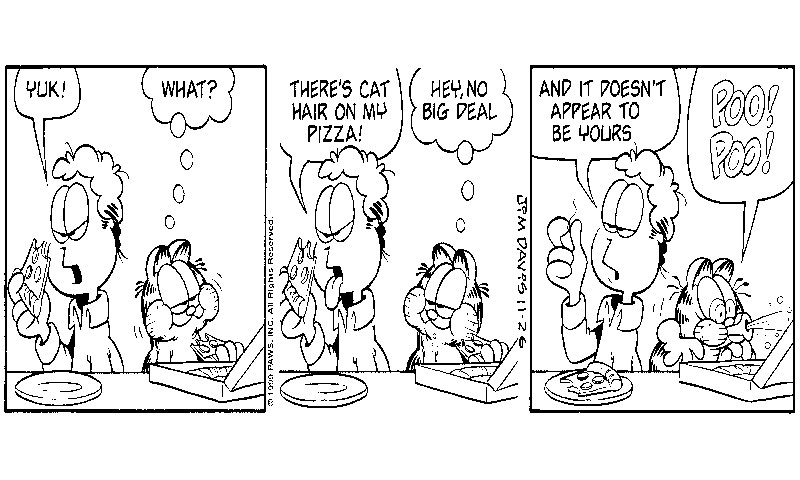 YUK!
WHAT?
THERE'S CAT
HAIR ON MY
PIZZA!
HEY, NO
BIG DEAL
AND IT DOESN'T
APPEAR TO
BE YOURS
POO!
POO!
© 1990 PAWS, INC. All Rights Reserved.
JIM DAVIS 11-26